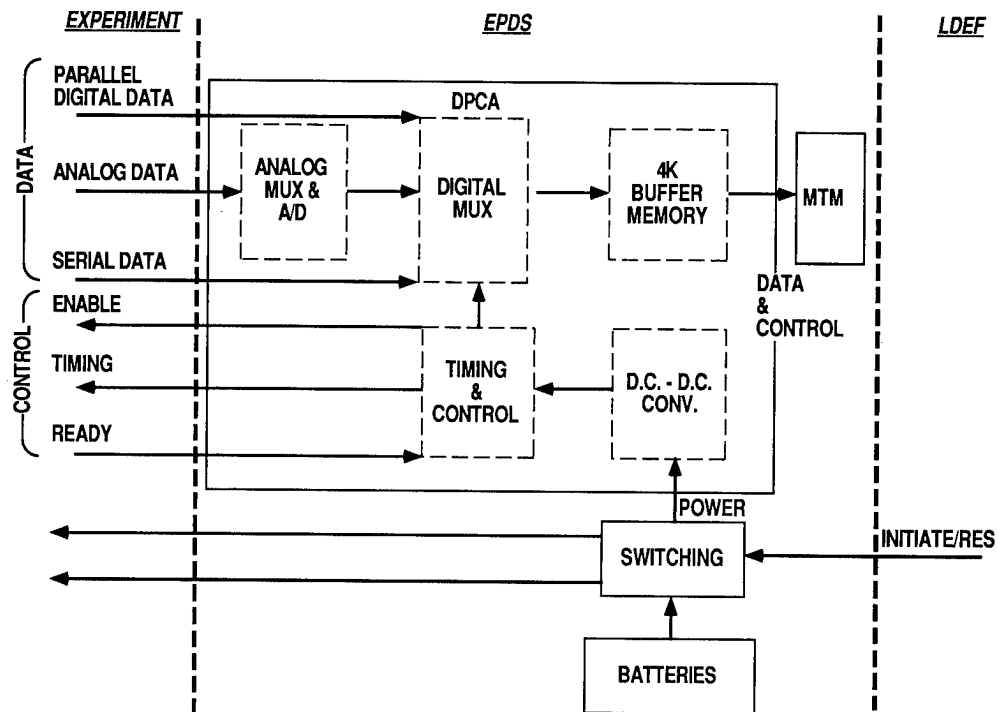 EXPERIMENT
EPDS
LDEF
DATA
PARALLEL
DIGITAL DATA
ANALOG DATA
SERIAL DATA
CONTROL
ENABLE
TIMING
READY
DPCA
ANALOG
MUX &
A/D
DIGITAL
MUX
4K
BUFFER
MEMORY
MTM
DATA
&
CONTROL
TIMING
&
CONTROL
D.C. - D.C.
CONV.
POWER
SWITCHING
INITIATE/RES
BATTERIES